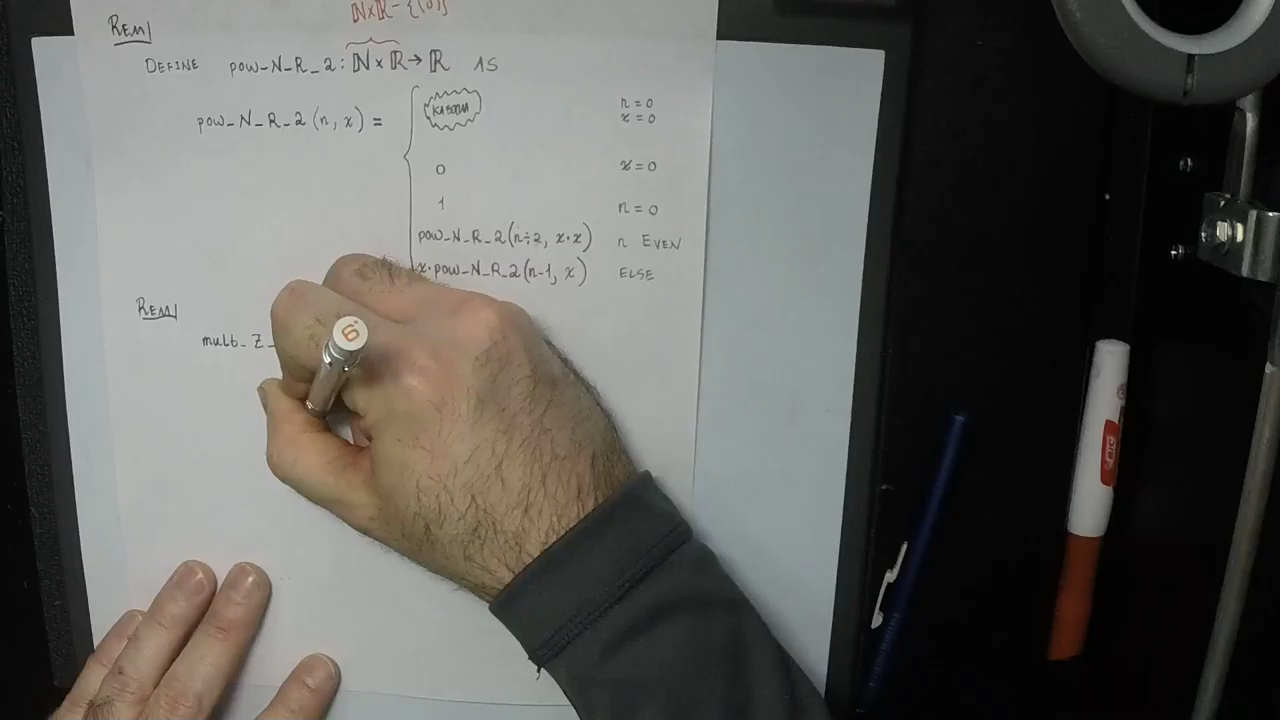 ℕ×ℝ-{(0)}
REM
DEFINE pow_N_R_2 : ℕ × ℝ → ℝ AS
pow_N_R_2 (n, x) = {
KABOOM n=0 x=0
0 x=0
1 n=0
pow_N_R_2(n÷2, x·x) n EVEN
x·pow_N_R_2(n-1, x) ELSE
REM
mult_Z_
6
BIC